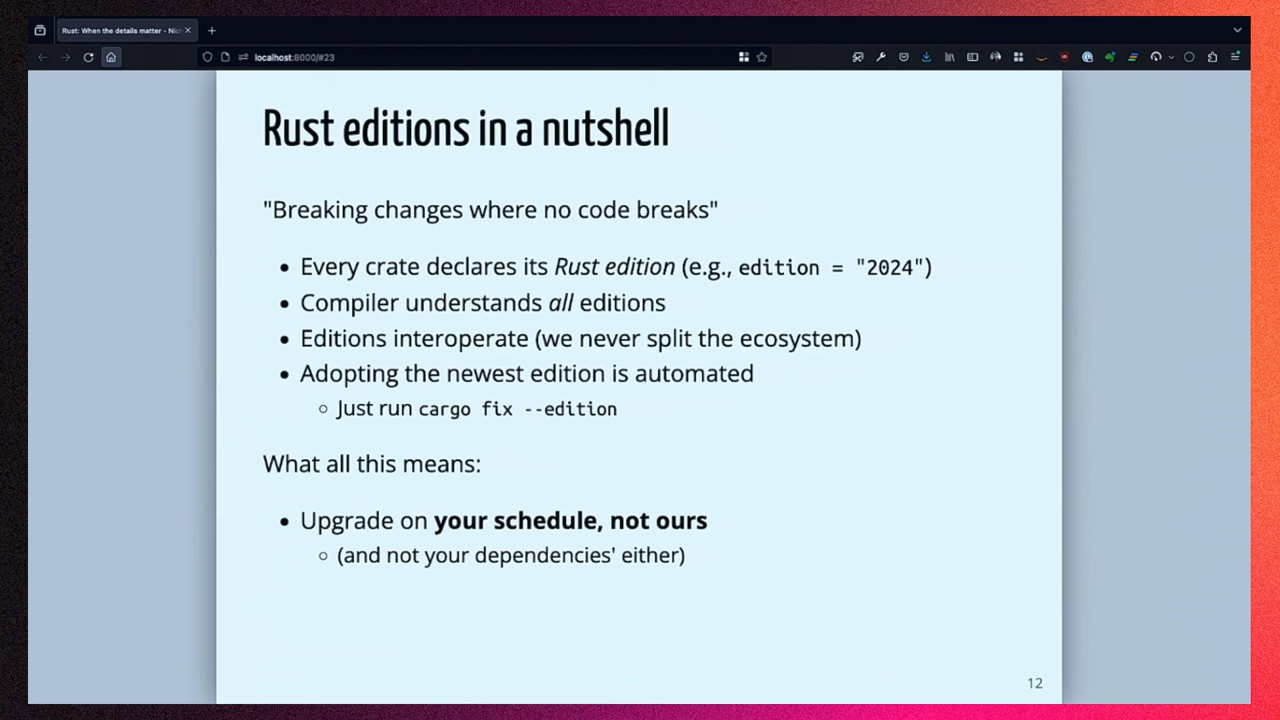 Rust: When the details matter - Nich
localhost:8000/#23
Rust editions in a nutshell
"Breaking changes where no code breaks"
• Every crate declares its Rust edition (e.g., edition = "2024")
• Compiler understands all editions
• Editions interoperate (we never split the ecosystem)
• Adopting the newest edition is automated
◦ Just run cargo fix --edition
What all this means:
• Upgrade on your schedule, not ours
◦ (and not your dependencies' either)
12